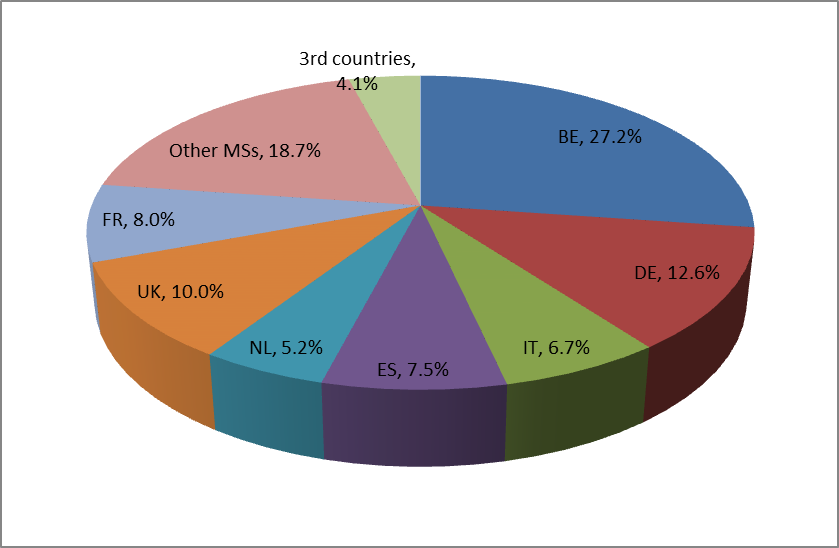 3rd countries,
4.1%
BE, 27.2%
Other MSs, 18.7%
FR, 8.0%
DE, 12.6%
UK, 10.0%
NL, 5.2%
IT, 6.7%
ES, 7.5%